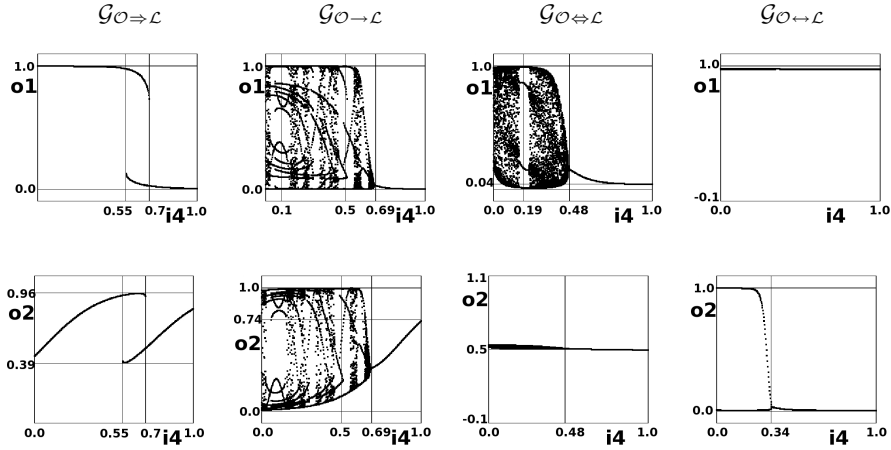 𝒢_{𝒪⇒ℒ} 𝒢_{𝒪→ℒ} 𝒢_{𝒪⇔ℒ} 𝒢_{𝒪↔ℒ}
1.0 1.0 1.0 1.0
o1 o1 o1 o1
0.0 0.0 0.04 -0.1
0.55 0.7 i4 1.0 0.1 0.5 0.69 i4 1.0 0.0 0.19 0.48 i4 1.0 0.0 i4 1.0
0.96 1.0 1.1 1.0
o2 0.74 o2 o2
0.39 o2 0.5
0.0 -0.1 0.0
0.0 0.55 0.7 i4 1.0 0.0 0.5 0.69 i4 1.0 0.0 0.48 i4 1.0 0.0 0.34 i4 1.0